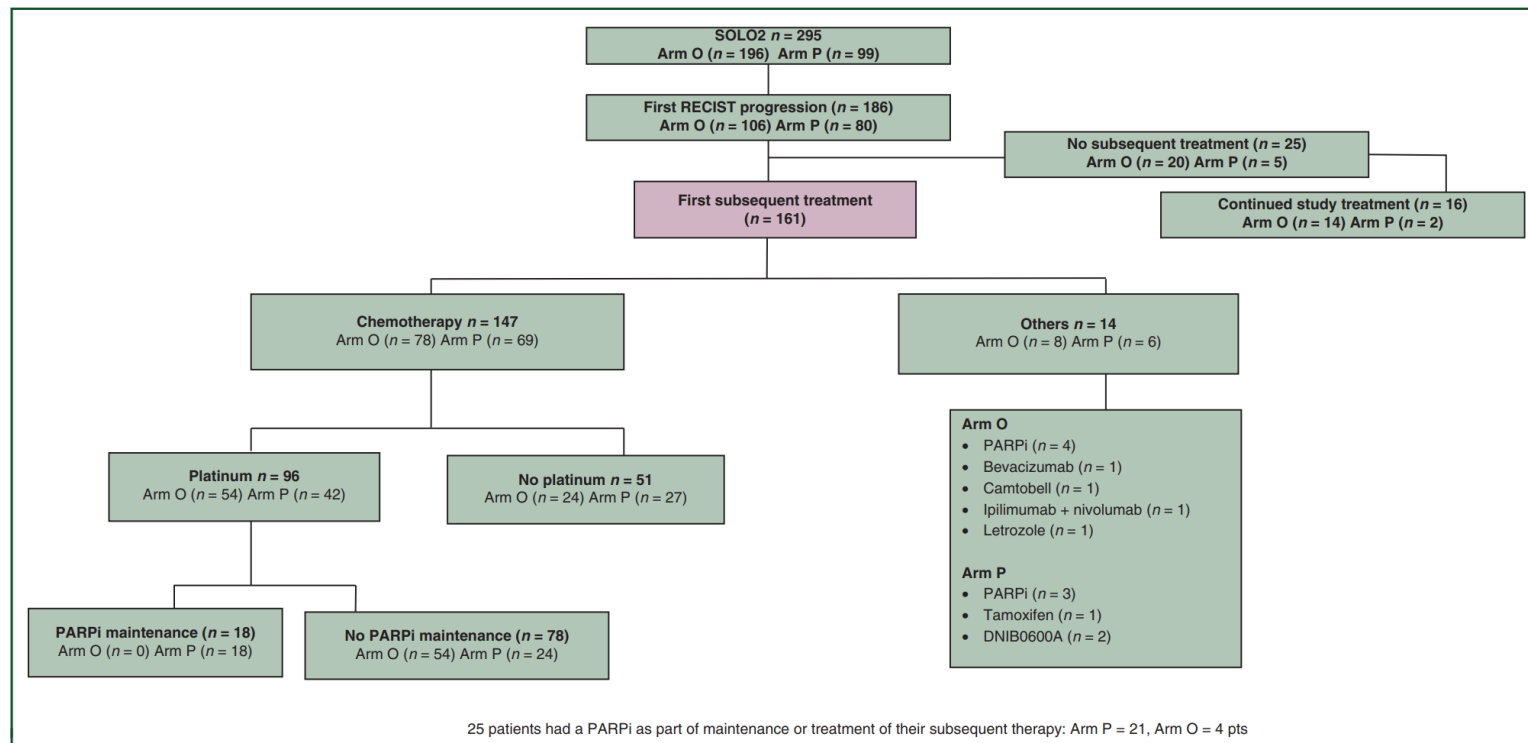 SOLO2 n = 295
Arm O (n = 196) Arm P (n = 99)
First RECIST progression (n = 186)
Arm O (n = 106) Arm P (n = 80)
No subsequent treatment (n = 25)
Arm O (n = 20) Arm P (n = 5)
First subsequent treatment
(n = 161)
Continued study treatment (n = 16)
Arm O (n = 14) Arm P (n = 2)
Chemotherapy n = 147
Arm O (n = 78) Arm P (n = 69)
Others n = 14
Arm O (n = 8) Arm P (n = 6)
Platinum n = 96
Arm O (n = 54) Arm P (n = 42)
No platinum n = 51
Arm O (n = 24) Arm P (n = 27)
Arm O
• PARPi (n = 4)
• Bevacizumab (n = 1)
• Camtobell (n = 1)
• Ipilimumab + nivolumab (n = 1)
• Letrozole (n = 1)
Arm P
• PARPi (n = 3)
• Tamoxifen (n = 1)
• DNIB0600A (n = 2)
PARPi maintenance (n = 18)
Arm O (n = 0) Arm P (n = 18)
No PARPi maintenance (n = 78)
Arm O (n = 54) Arm P (n = 24)
25 patients had a PARPi as part of maintenance or treatment of their subsequent therapy: Arm P = 21, Arm O = 4 pts